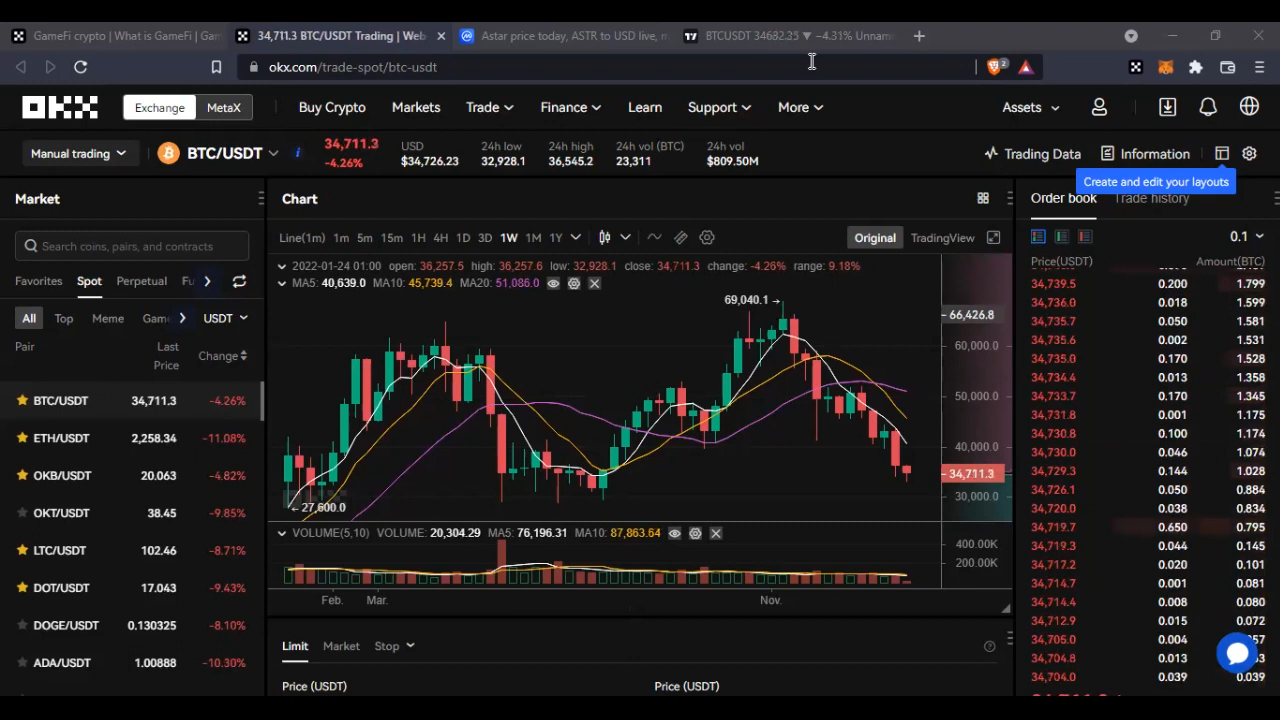 GameFi crypto | What is GameFi | Gam
34,711.3 BTC/USDT Trading | Web
Astar price today, ASTR to USD live, m
BTCUSDT 34682.35 ▼ −4.31% Unnam
okx.com/trade-spot/btc-usdt
2
OKX
Exchange
MetaX
Buy Crypto
Markets
Trade
Finance
Learn
Support
More
Assets
Manual trading
BTC/USDT
34,711.3
-4.26%
USD
$34,726.23
24h low
32,928.1
24h high
36,545.2
24h vol (BTC)
23,311
24h vol
$809.50M
Trading Data
Information
Create and edit your layouts
Market
Search coins, pairs, and contracts
Favorites Spot Perpetual Fu
All Top Meme Game USDT
Pair Last Price Change
BTC/USDT 34,711.3 -4.26%
ETH/USDT 2,258.34 -11.08%
OKB/USDT 20.063 -4.82%
OKT/USDT 38.45 -9.85%
LTC/USDT 102.46 -8.71%
DOT/USDT 17.043 -9.43%
DOGE/USDT 0.130325 -8.10%
ADA/USDT 1.00888 -10.30%
Chart
Line(1m) 1m 5m 15m 1H 4H 1D 3D 1W 1M 1Y
Original TradingView
2022-01-24 01:00 open: 36,257.5 high: 36,257.6 low: 32,928.1 close: 34,711.3 change: -4.26% range: 9.18%
MA5: 40,639.0 MA10: 45,739.4 MA20: 51,086.0
69,040.1
27,600.0
66,426.8
60,000.0
50,000.0
40,000.0
34,711.3
30,000.0
VOLUME(5,10) VOLUME: 20,304.29 MA5: 76,196.31 MA10: 87,863.64
400.00K
200.00K
Feb. Mar. Nov.
Limit Market Stop
Price (USDT) Price (USDT)
Order book Trade history
0.1
Price(USDT) Amount(BTC)
34,739.5 0.200 1.799
34,736.0 0.018 1.599
34,735.7 0.050 1.581
34,735.6 0.002 1.531
34,735.0 0.170 1.528
34,734.4 0.013 1.358
34,733.7 0.170 1.345
34,731.8 0.001 1.175
34,730.8 0.100 1.174
34,730.0 0.046 1.074
34,729.3 0.144 1.028
34,726.1 0.050 0.884
34,720.0 0.038 0.834
34,719.7 0.650 0.795
34,719.3 0.044 0.145
34,717.2 0.020 0.101
34,714.7 0.001 0.081
34,714.4 0.008 0.080
34,712.9 0.015 0.072
34,705.0 0.004 57
34,704.8 0.013
34,704.0 0.039 0.039